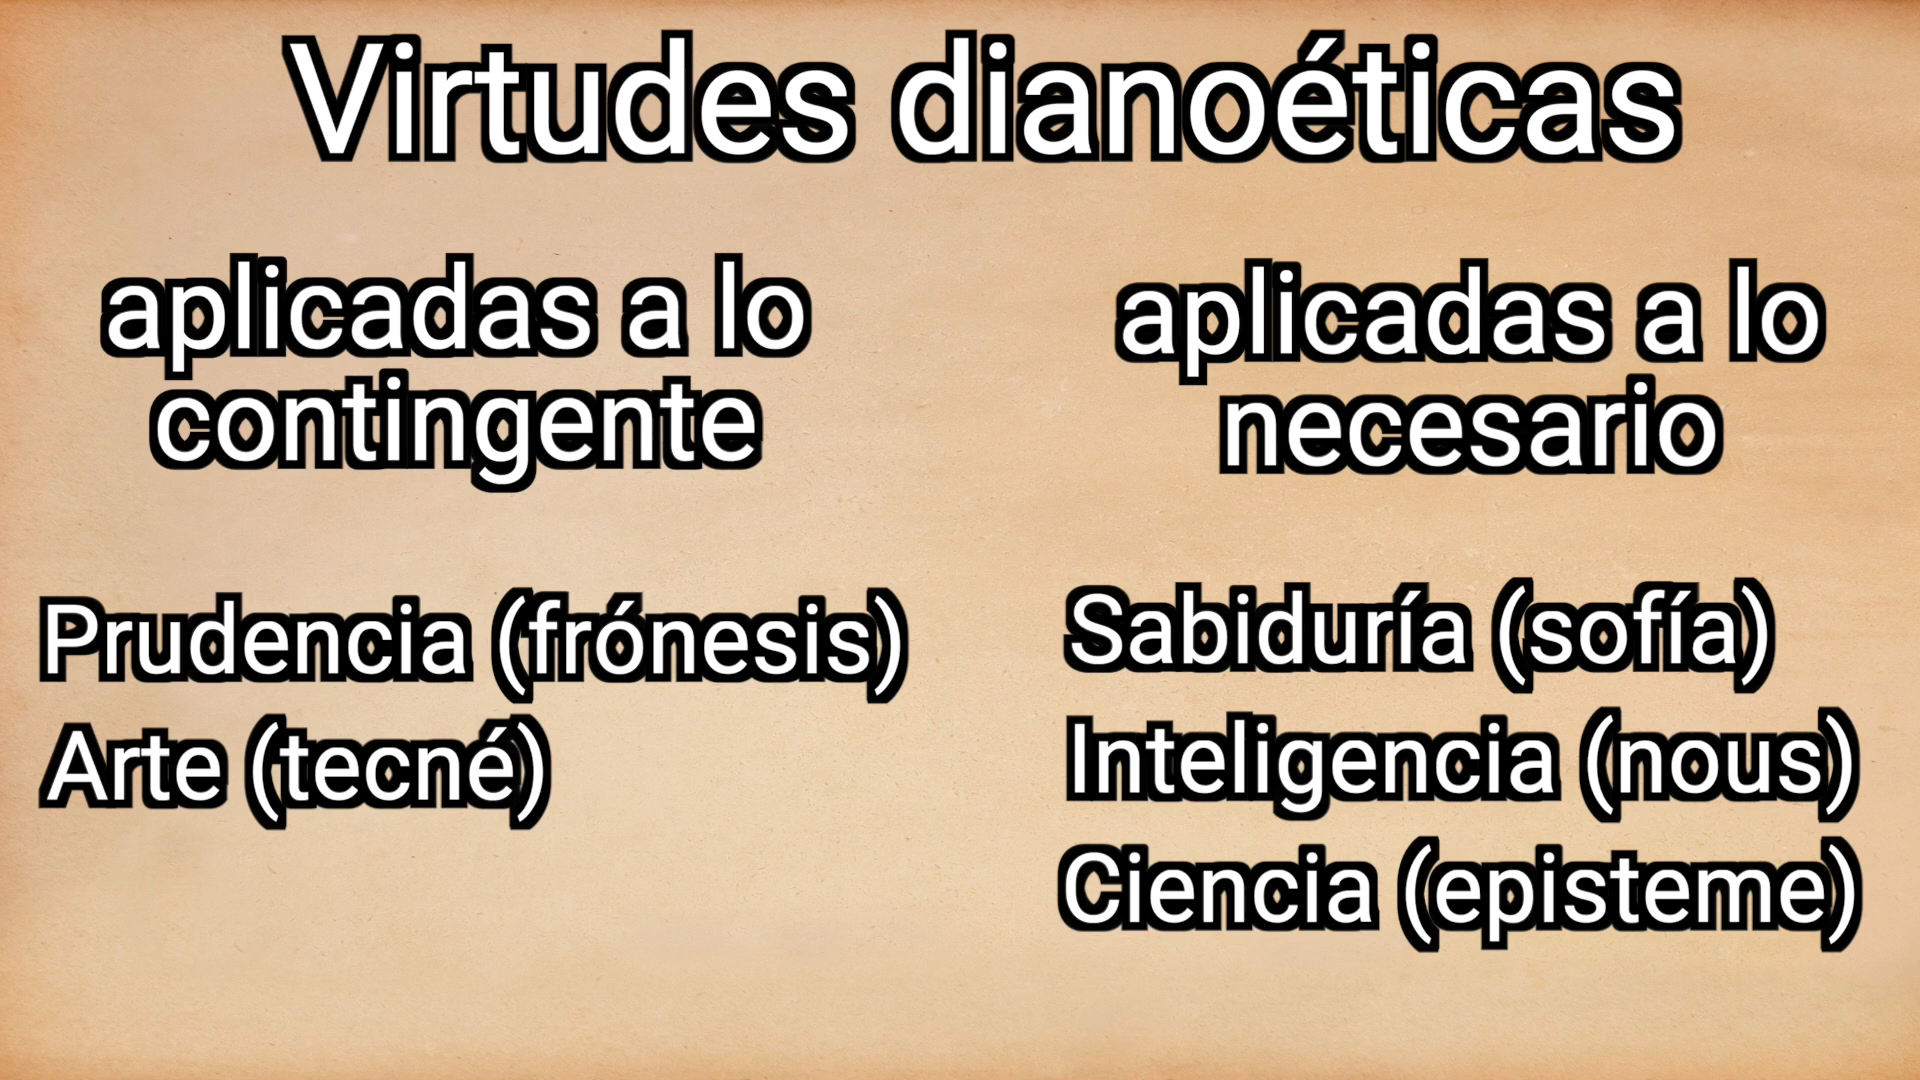 Virtudes dianoéticas
aplicadas a lo
contingente
Prudencia (frónesis)
Arte (tecné)
aplicadas a lo
necesario
Sabiduría (sofía)
Inteligencia (nous)
Ciencia (episteme)